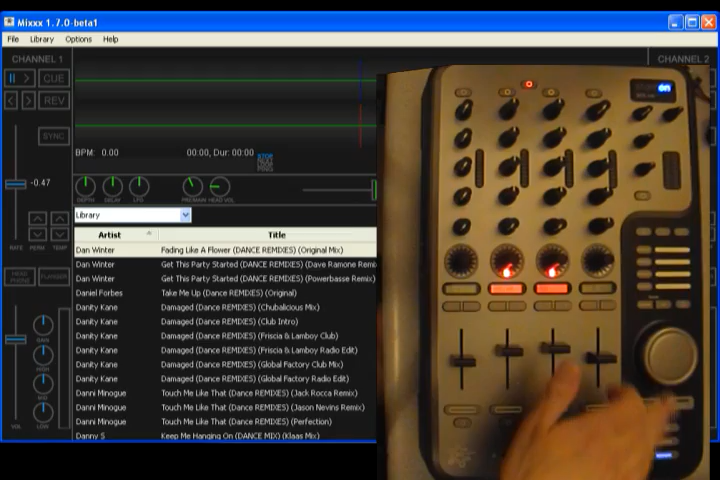 Mixxx 1.7.0-beta1
File Library Options Help
CHANNEL 1
CHANNEL 2
CUE
REV
SYNC
-0.47
BPM: 0.00 00:00, Dur: 00:00
DEPTH DELAY LFO PRE/MAIN HEAD VOL
RATE PERM TEMP
Library
Artist Title
Dan Winter Fading Like A Flower (DANCE REMIXES) (Original Mix)
Dan Winter Get This Party Started (DANCE REMIXES) (Dave Ramone Remix
Dan Winter Get This Party Started (DANCE REMIXES) (Powerbasse Remix)
Daniel Forbes Take Me Up (Dance REMIXES) (Original)
Danity Kane Damaged (Dance REMIXES) (Chubalicious Mix)
Danity Kane Damaged (Dance REMIXES) (Club Intro)
Danity Kane Damaged (Dance REMIXES) (Friscia & Lamboy Club)
Danity Kane Damaged (Dance REMIXES) (Friscia & Lamboy Radio Edit)
Danity Kane Damaged (Dance REMIXES) (Global Factory Club Mix)
Danity Kane Damaged (Dance REMIXES) (Global Factory Radio Edit)
Danni Minogue Touch Me Like That (Dance REMIXES) (Jack Rocca Remix)
Danni Minogue Touch Me Like That (Dance REMIXES) (Jason Nevins Remix)
Danni Minogue Touch Me Like That (Dance REMIXES) (Perfection)
Danny S Keep Me Hanging On (DANCE MIX) (Klaas Mix)
HEAD PHONE
FLANGER
GAIN
HIGH
MID
VOL LOW
on